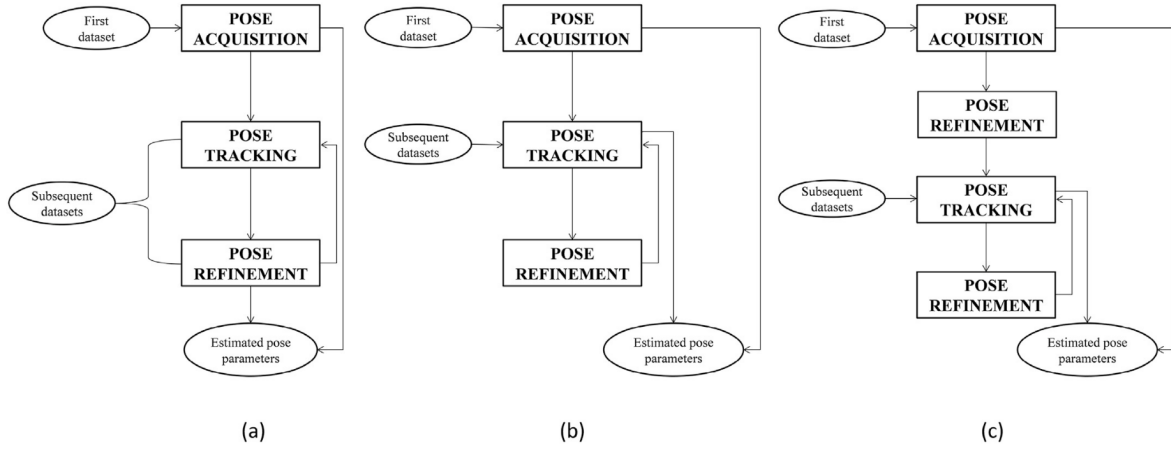 First
dataset
POSE
ACQUISITION
POSE
TRACKING
Subsequent
datasets
POSE
REFINEMENT
Estimated pose
parameters
(a)
First
dataset
POSE
ACQUISITION
Subsequent
datasets
POSE
TRACKING
POSE
REFINEMENT
Estimated pose
parameters
(b)
First
dataset
POSE
ACQUISITION
POSE
REFINEMENT
Subsequent
datasets
POSE
TRACKING
POSE
REFINEMENT
Estimated pose
parameters
(c)